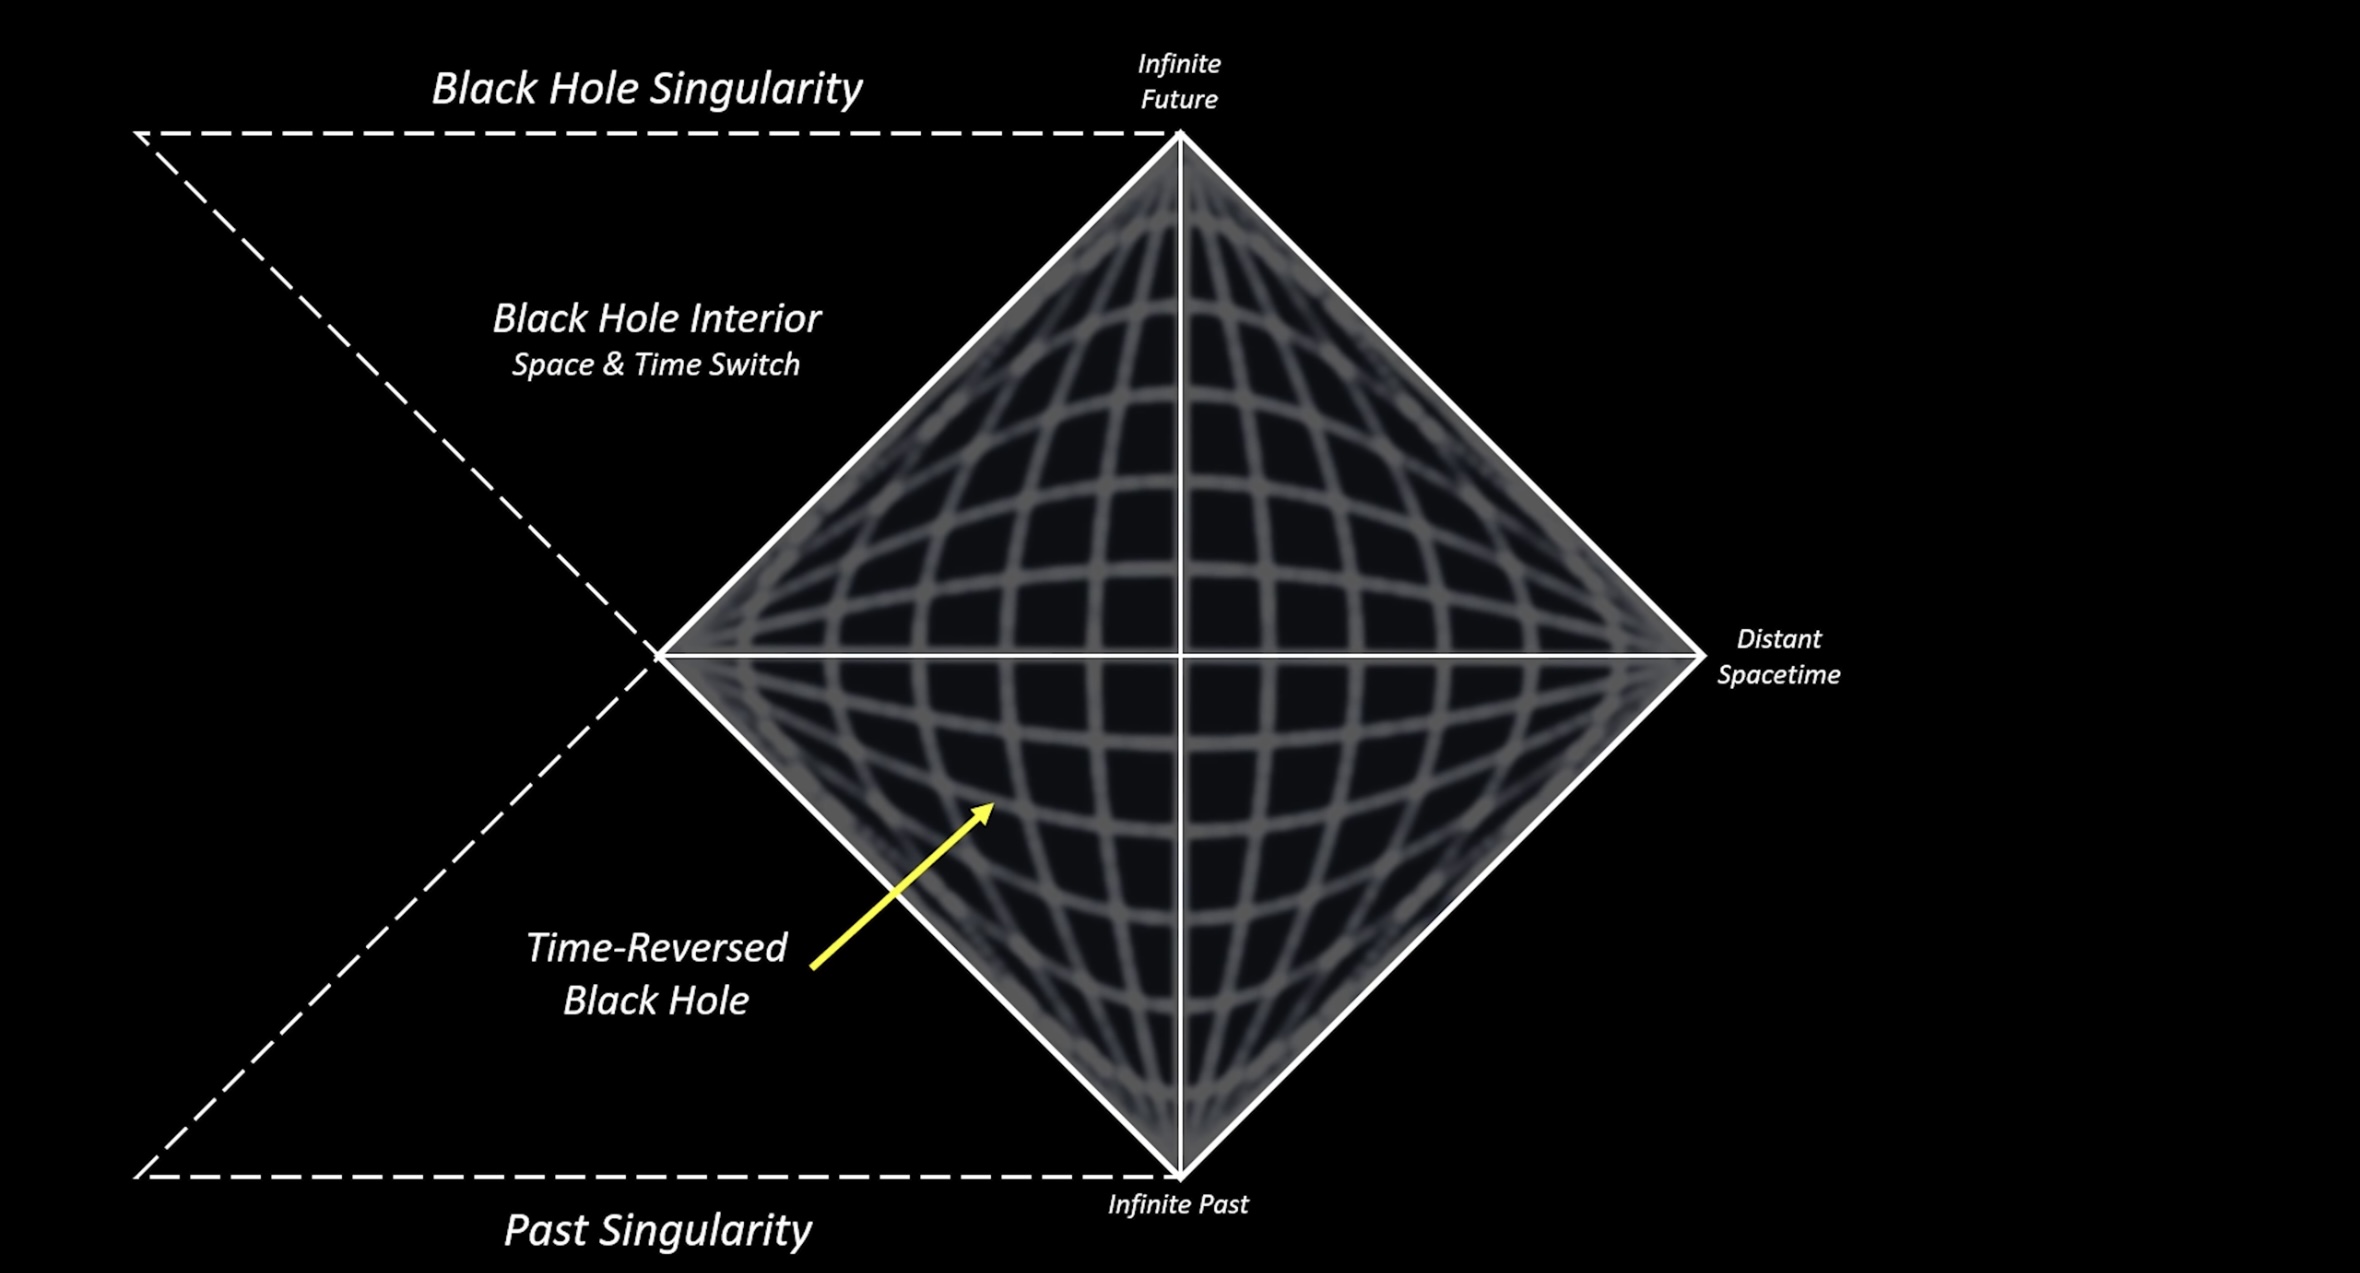 Black Hole Singularity
Infinite
Future
Black Hole Interior
Space & Time Switch
Distant
Spacetime
Time-Reversed
Black Hole
Infinite Past
Past Singularity